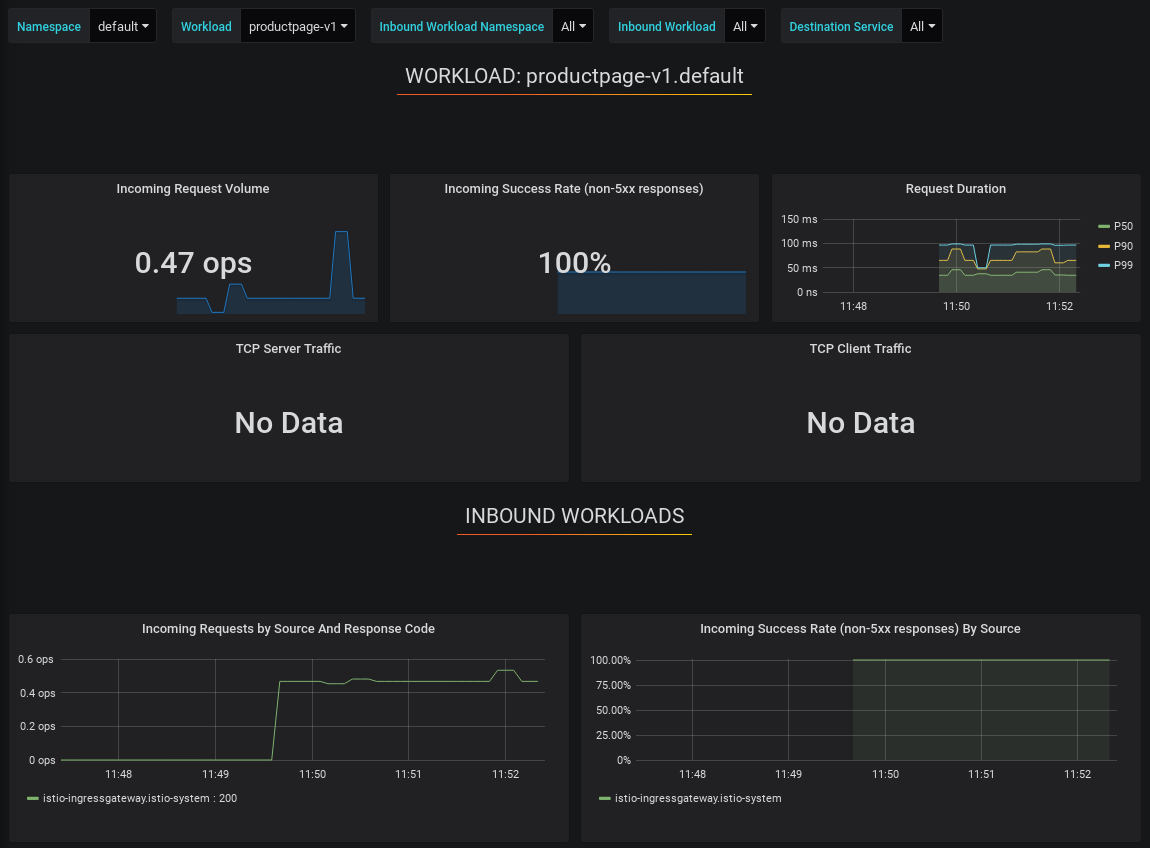 Namespace default Workload productpage-v1 Inbound Workload Namespace All Inbound Workload All Destination Service All
WORKLOAD: productpage-v1.default
Incoming Request Volume
0.47 ops
Incoming Success Rate (non-5xx responses)
100%
Request Duration
150 ms
100 ms
50 ms
0 ns
11:48 11:50 11:52
P50
P90
P99
TCP Server Traffic
No Data
TCP Client Traffic
No Data
INBOUND WORKLOADS
Incoming Requests by Source And Response Code
0.6 ops
0.4 ops
0.2 ops
0 ops
11:48 11:49 11:50 11:51 11:52
istio-ingressgateway.istio-system : 200
Incoming Success Rate (non-5xx responses) By Source
100.00%
75.00%
50.00%
25.00%
0%
11:48 11:49 11:50 11:51 11:52
istio-ingressgateway.istio-system